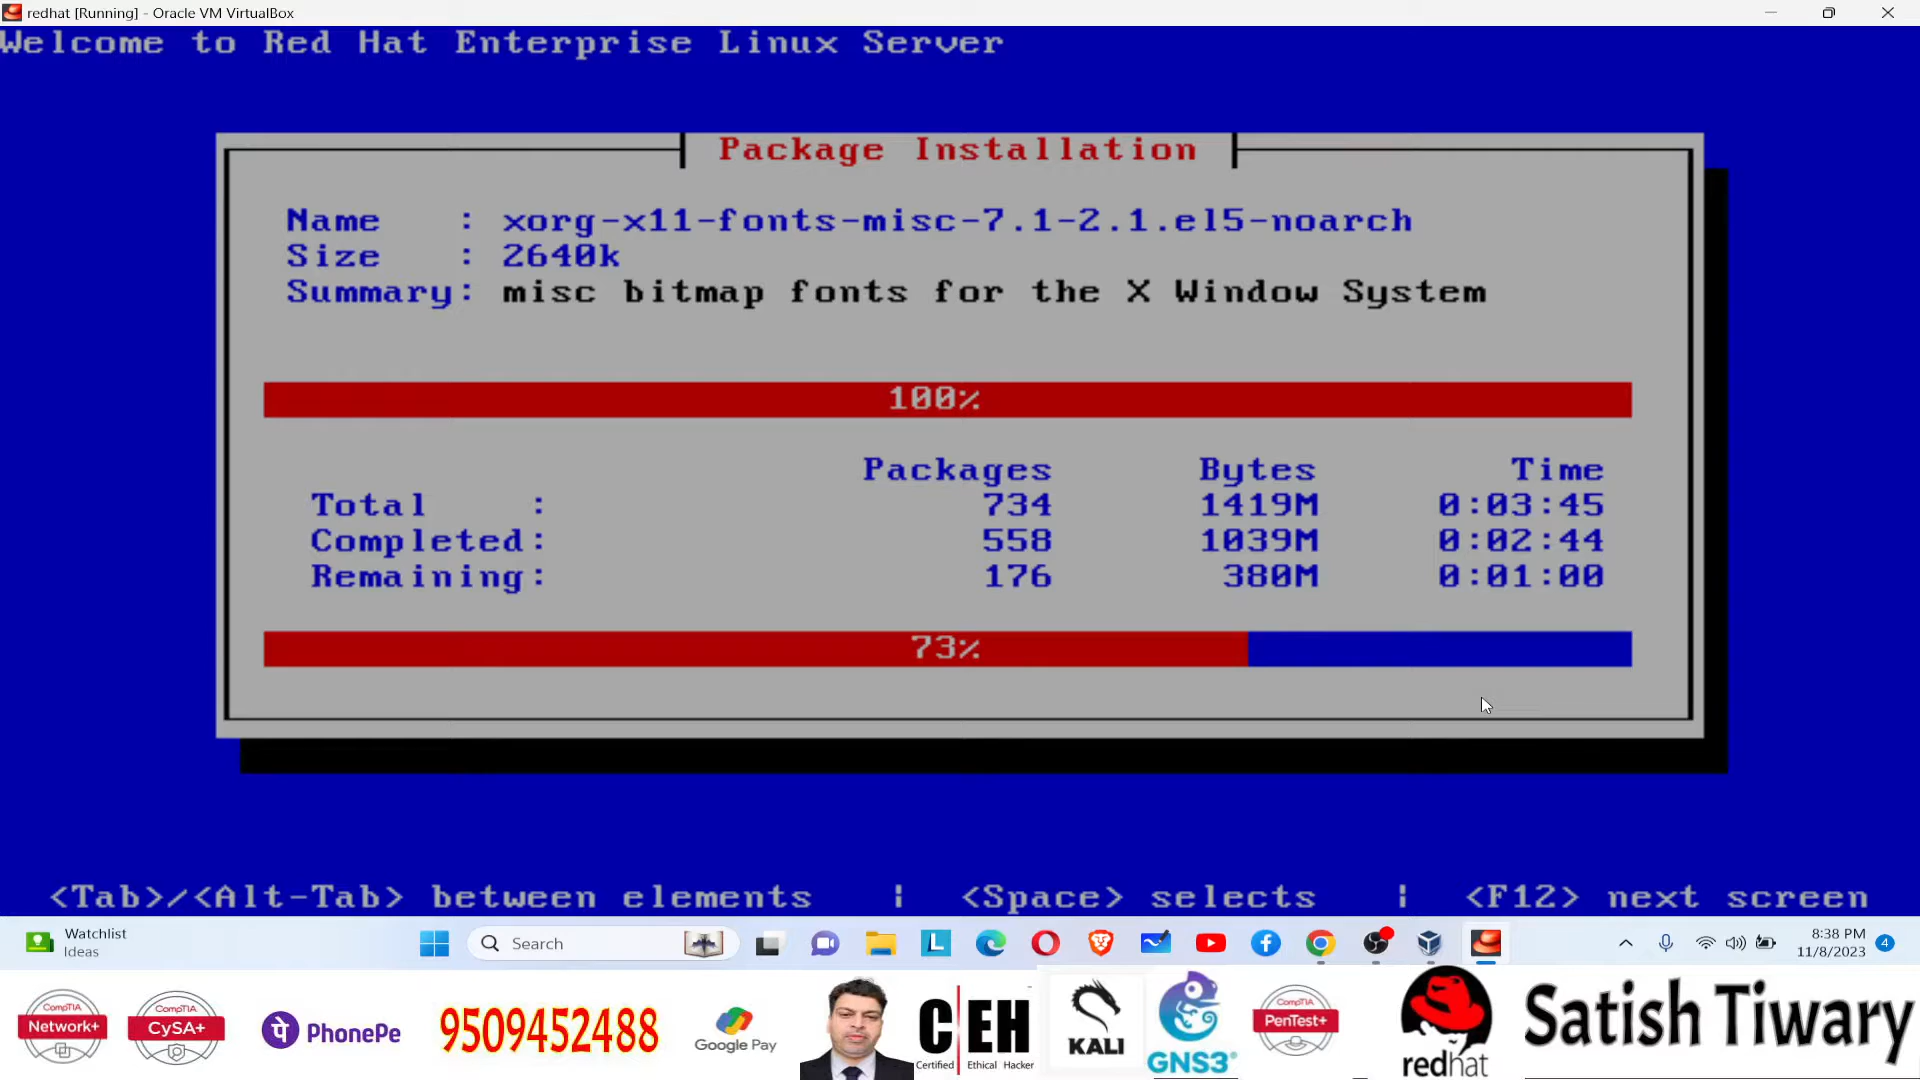 redhat [Running] - Oracle VM VirtualBox
Welcome to Red Hat Enterprise Linux Server
Package Installation
Name : xorg-x11-fonts-misc-7.1-2.1.el5-noarch
Size : 2640k
Summary: misc bitmap fonts for the X Window System
100%
Packages Bytes Time
Total : 734 1419M 0:03:45
Completed: 558 1039M 0:02:44
Remaining: 176 380M 0:01:00
73%
<Tab>/<Alt-Tab> between elements | <Space> selects | <F12> next screen
Watchlist
Ideas
Search
L
8:38 PM
11/8/2023
4
CompTIA
Network+
CompTIA
CySA+
PhonePe
9509452488
Google Pay
CEH
Certified Ethical Hacker
KALI
GNS3
CompTIA
PenTest+
redhat
Satish Tiwary